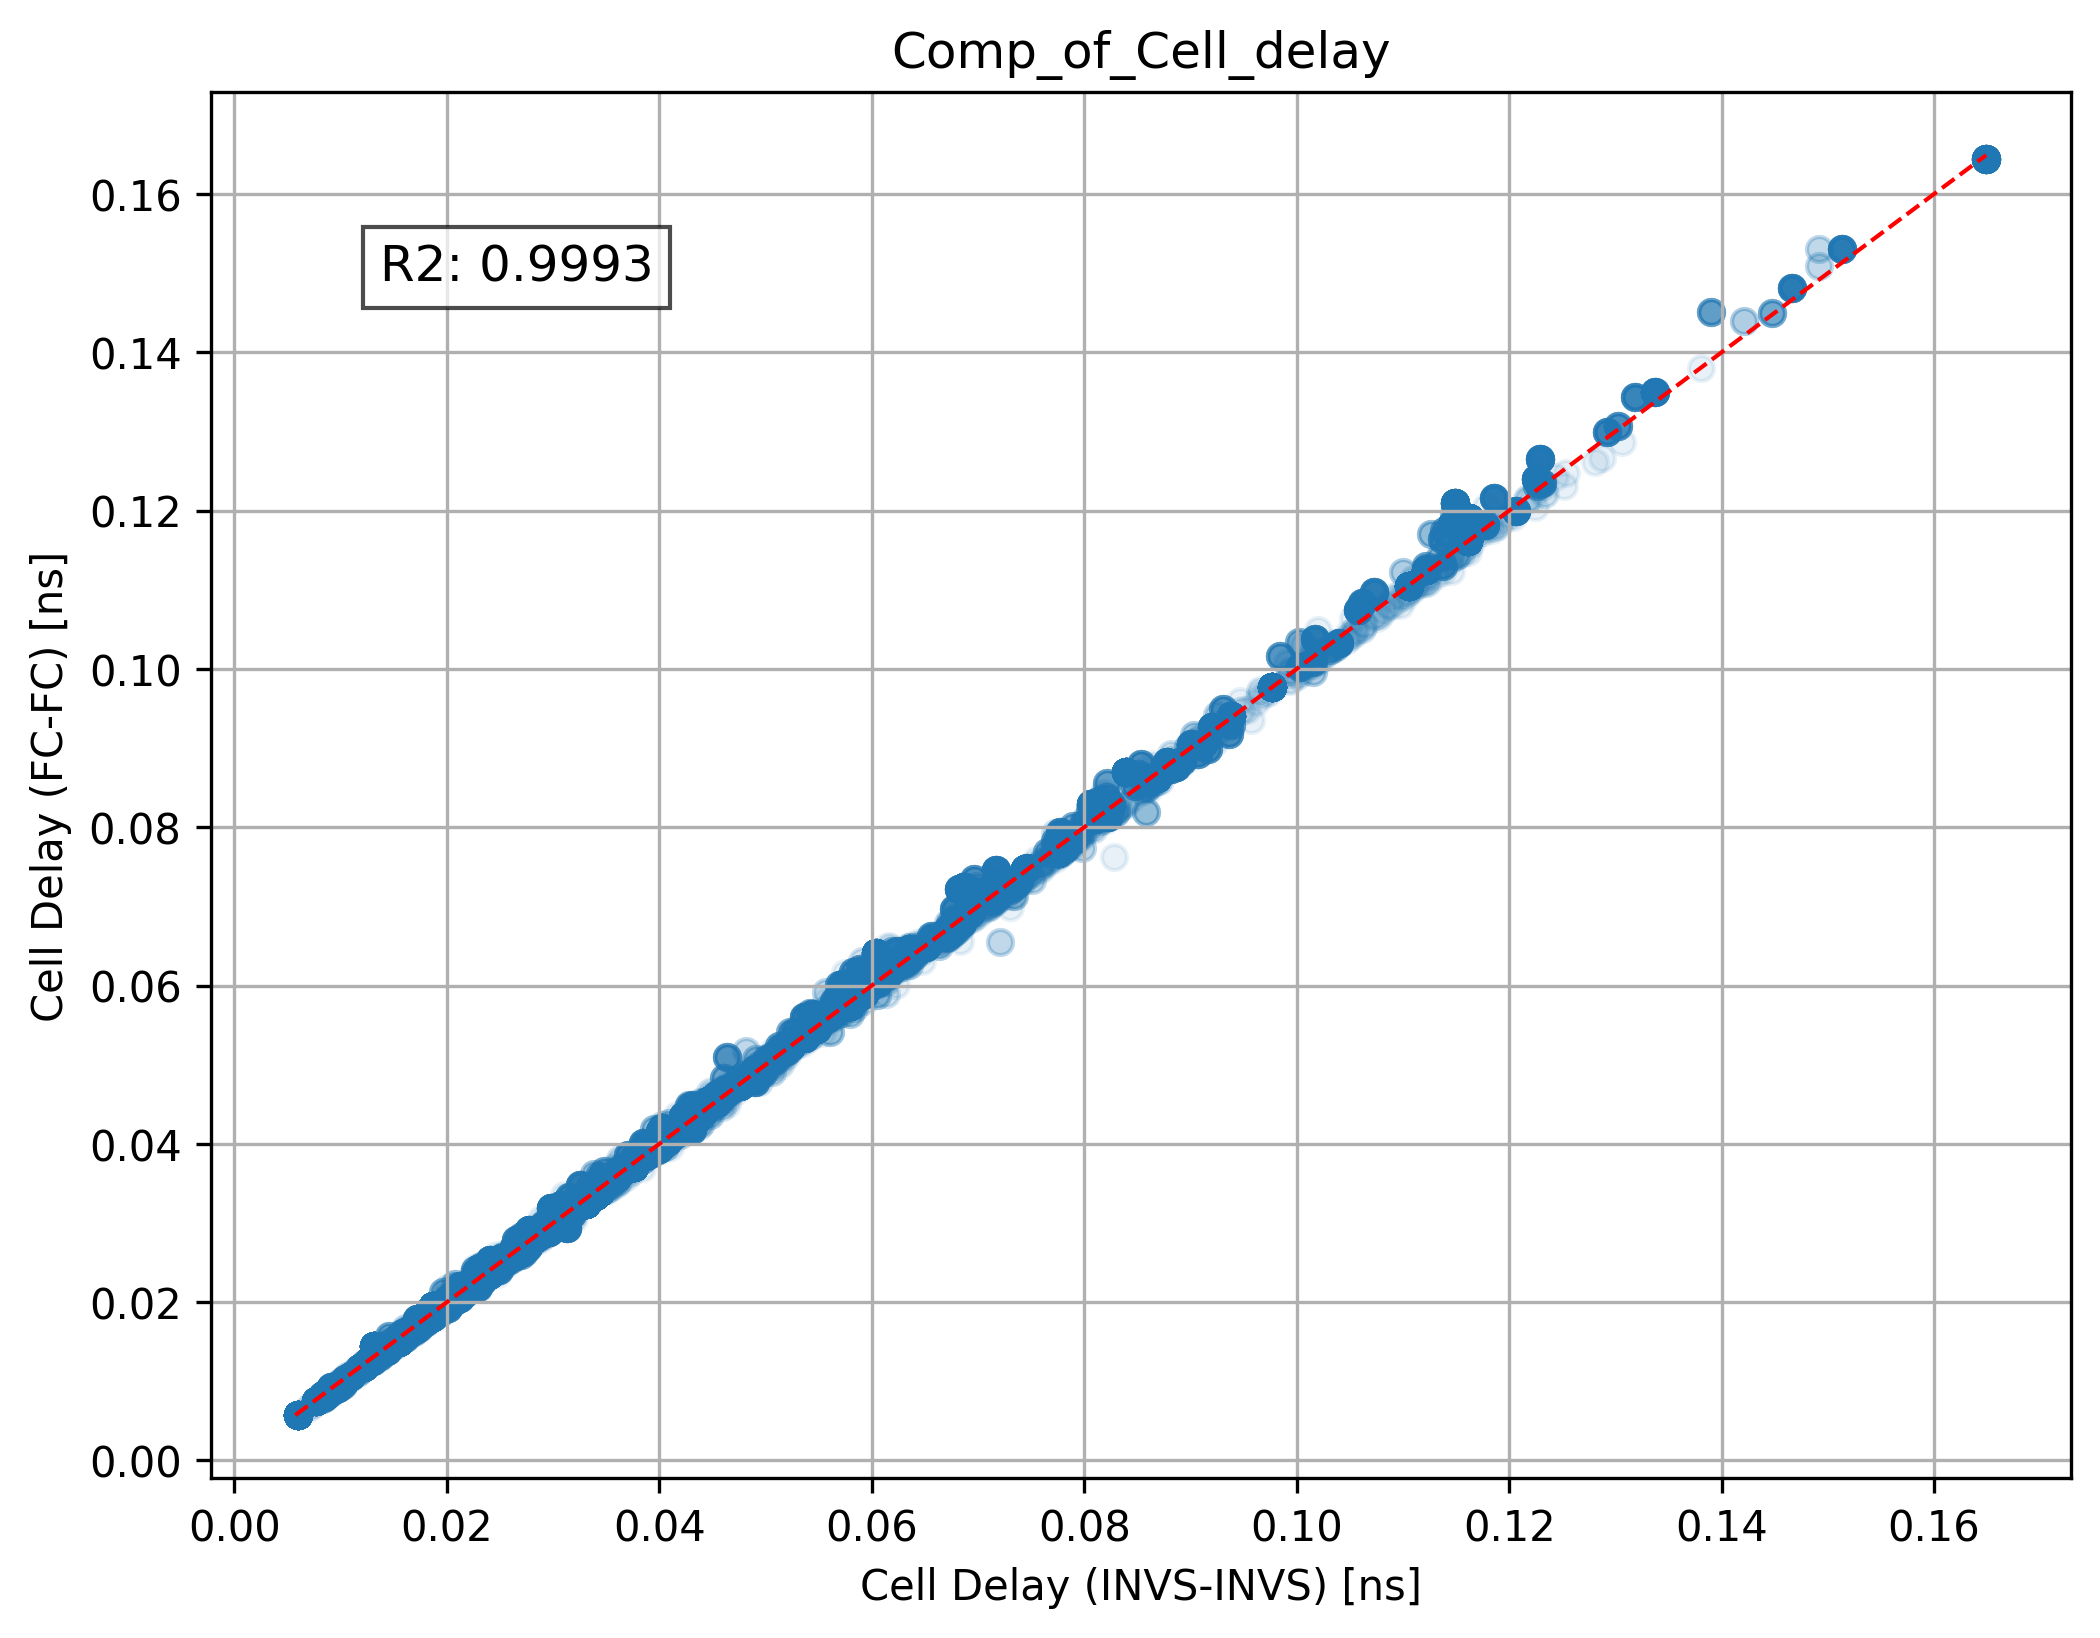 Comp_of_Cell_delay
R2: 0.9993
Cell Delay (FC-FC) [ns]
0.16
0.14
0.12
0.10
0.08
0.06
0.04
0.02
0.00
0.00 0.02 0.04 0.06 0.08 0.10 0.12 0.14 0.16
Cell Delay (INVS-INVS) [ns]